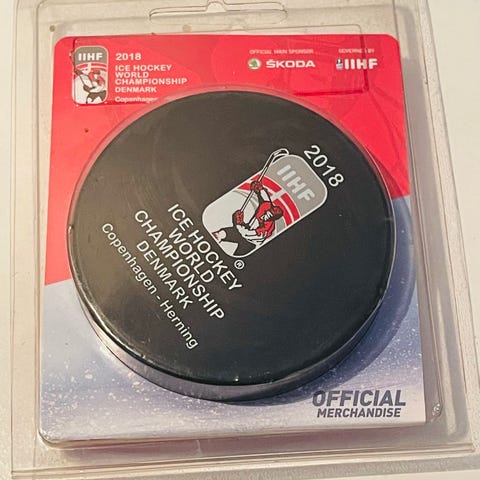 IIHF
2018
ICE HOCKEY
WORLD
CHAMPIONSHIP
DENMARK
Copenhagen -
OFFICIAL MAIN SPONSOR
ŠKODA
GOVERNED BY
IIHF
2018
IIHF
®
ICE HOCKEY
WORLD
CHAMPIONSHIP
DENMARK
Copenhagen - Herning
OFFICIAL
MERCHANDISE